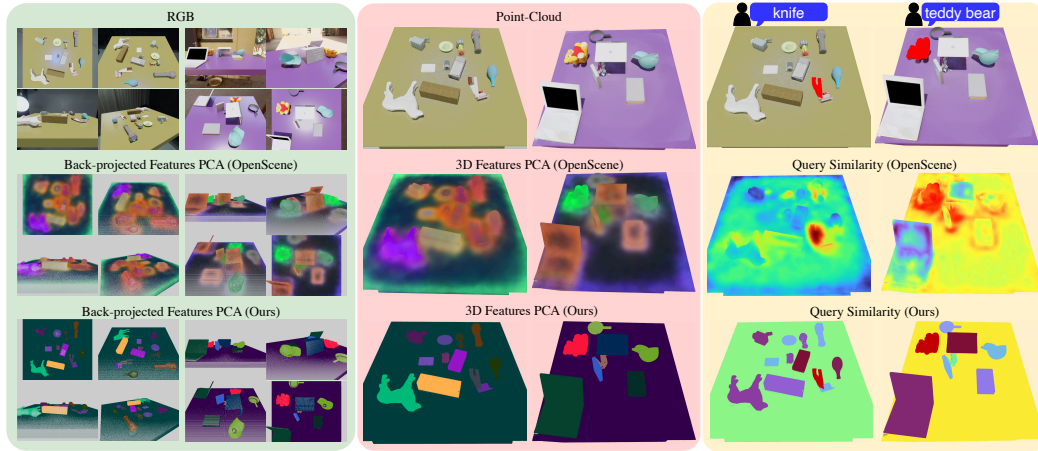 RGB
Point-Cloud
knife
teddy bear
Back-projected Features PCA (OpenScene)
3D Features PCA (OpenScene)
Query Similarity (OpenScene)
Back-projected Features PCA (Ours)
3D Features PCA (Ours)
Query Similarity (Ours)